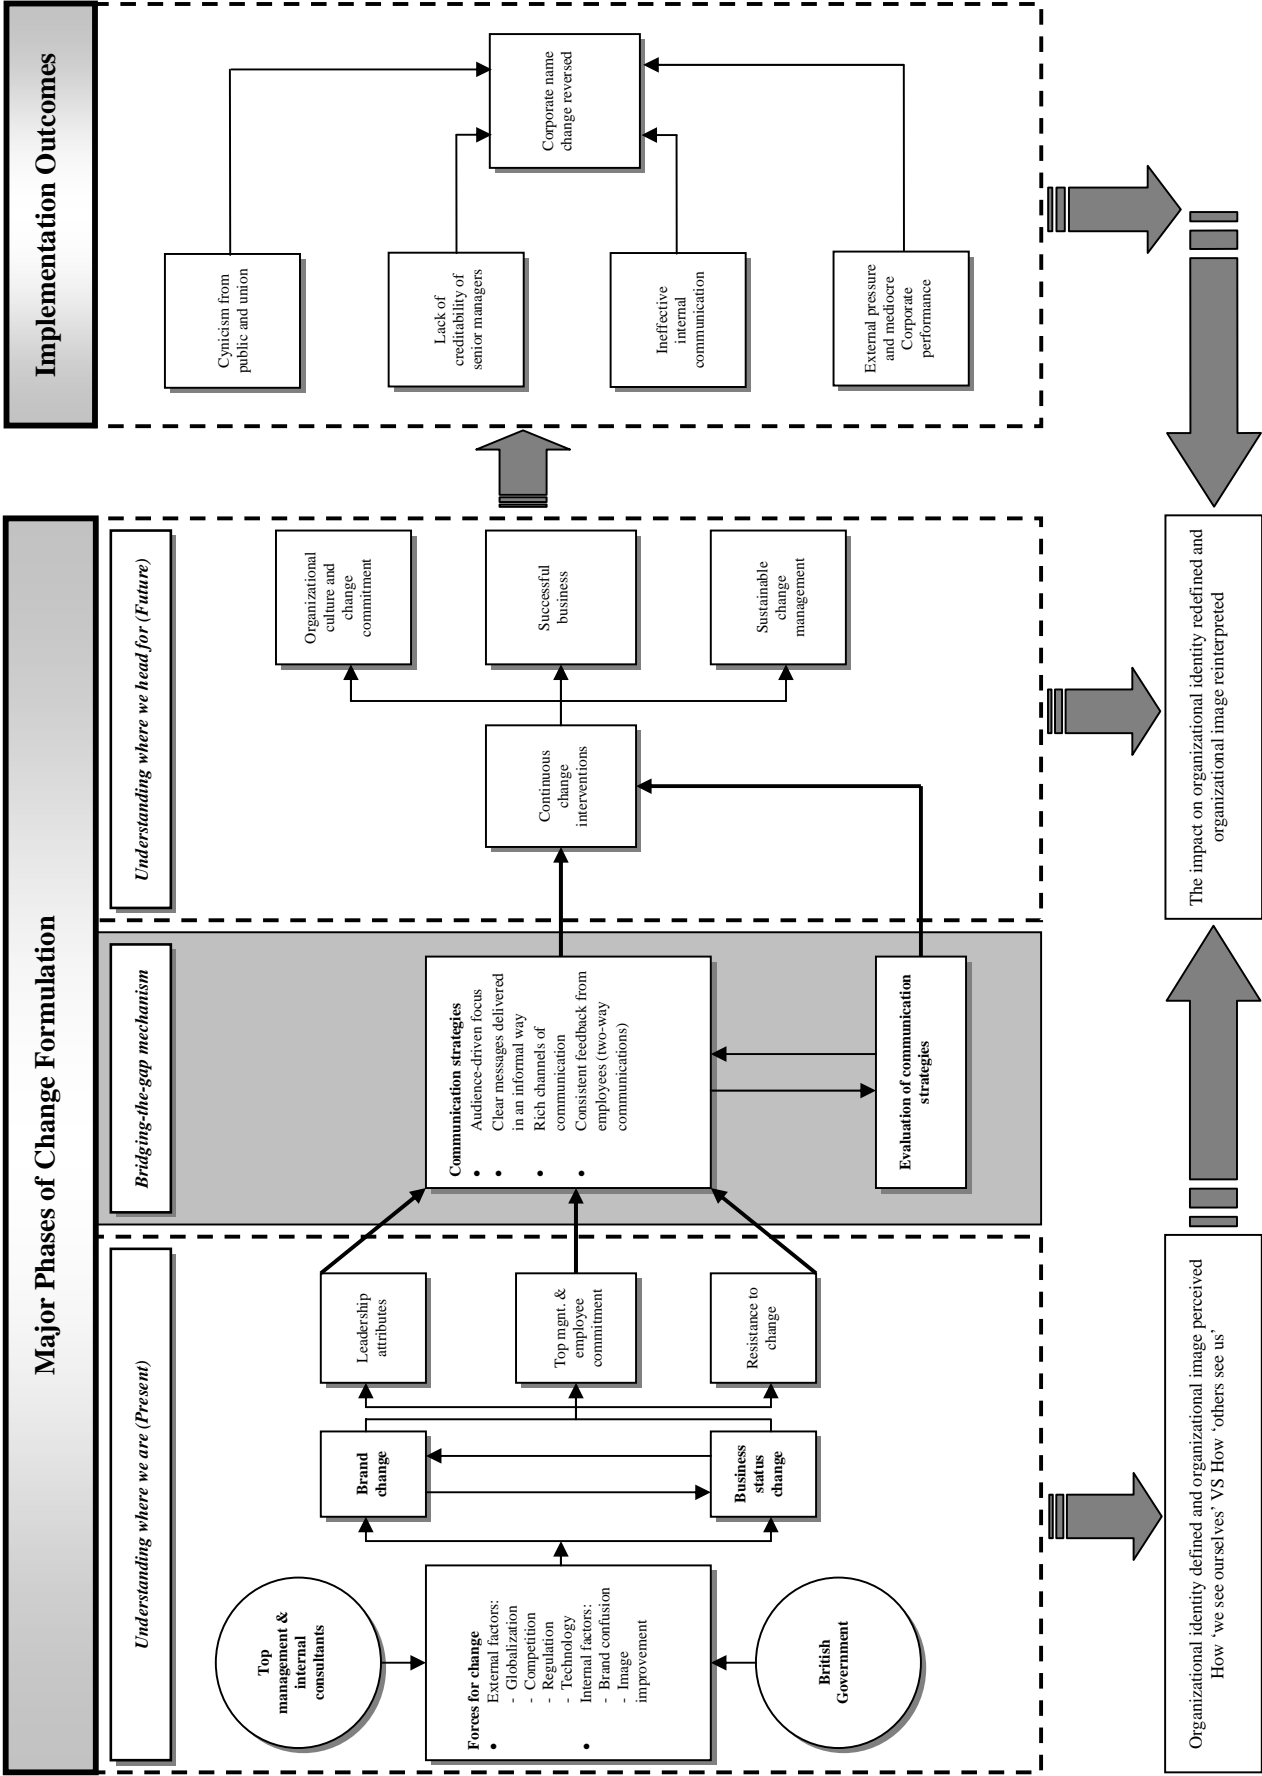 Major Phases of Change Formulation
Implementation Outcomes
Understanding where we are (Present)
Bridging-the-gap mechanism
Understanding where we head for (Future)
Top
management &
internal
consultants
Forces for change
• External factors:
- Globalization
- Competition
- Regulation
- Technology
• Internal factors:
- Brand confusion
- Image
improvement
British
Government
Brand
change
Business
status
change
Leadership
attributes
Top mgnt. &
employee
commitment
Resistance to
change
Communication strategies
• Audience-driven focus
• Clear messages delivered
in an informal way
• Rich channels of
communication
• Consistent feedback from
employees (two-way
communications)
Evaluation of communication
strategies
Continuous
change
interventions
Organizational
culture and
change
commitment
Successful
business
Sustainable
change
management
Cynicism from
public and union
Lack of
creditability of
senior managers
Ineffective
internal
communication
External pressure
and mediocre
Corporate
performance
Corporate name
change reversed
Organizational identity defined and organizational image perceived
How ‘we see ourselves’ VS How ‘others see us’
The impact on organizational identity redefined and
organizational image reinterpreted